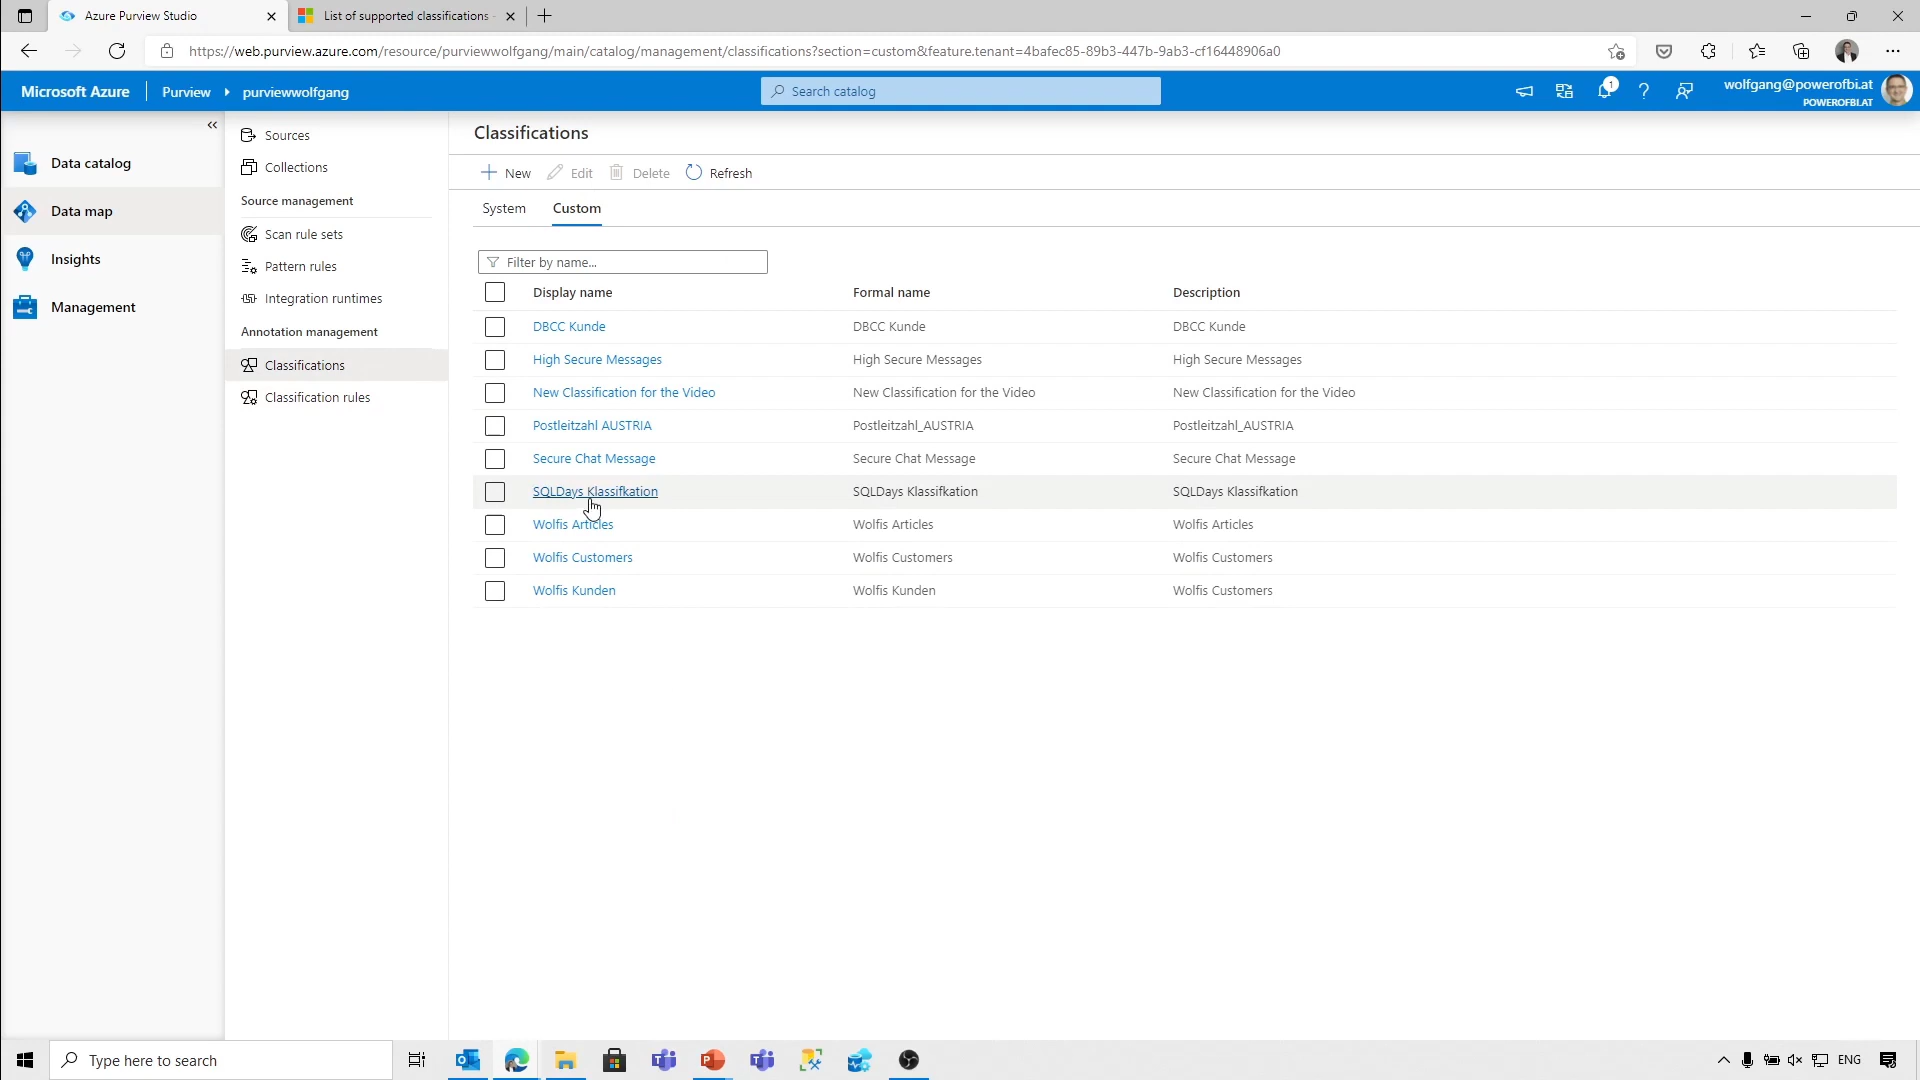 Azure Purview Studio
List of supported classifications -
https://web.purview.azure.com/resource/purviewwolfgang/main/catalog/management/classifications?section=custom&feature.tenant=4bafec85-89b3-447b-9ab3-cf16448906a0
Microsoft Azure
Purview
purviewwolfgang
Search catalog
1
wolfgang@powerofbi.at
POWEROFBI.AT
Data catalog
Data map
Insights
Management
Sources
Collections
Source management
Scan rule sets
Pattern rules
Integration runtimes
Annotation management
Classifications
Classification rules
Classifications
New Edit Delete Refresh
System Custom
Filter by name...
Display name Formal name Description
DBCC Kunde DBCC Kunde DBCC Kunde
High Secure Messages High Secure Messages High Secure Messages
New Classification for the Video New Classification for the Video New Classification for the Video
Postleitzahl AUSTRIA Postleitzahl_AUSTRIA Postleitzahl_AUSTRIA
Secure Chat Message Secure Chat Message Secure Chat Message
SQLDays Klassifkation SQLDays Klassifkation SQLDays Klassifkation
Wolfis Articles Wolfis Articles Wolfis Articles
Wolfis Customers Wolfis Customers Wolfis Customers
Wolfis Kunden Wolfis Kunden Wolfis Customers
Type here to search
ENG